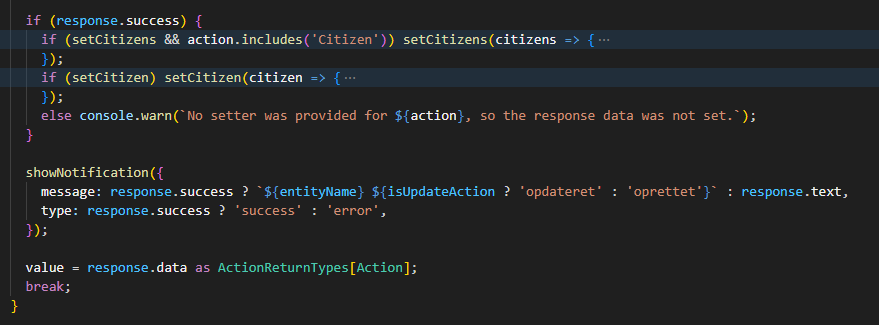 if (response.success) {
if (setCitizens && action.includes('Citizen')) setCitizens(citizens => {···
});
if (setCitizen) setCitizen(citizen => {···
});
else console.warn(`No setter was provided for ${action}, so the response data was not set.`);
}
showNotification({
message: response.success ? `${entityName} ${isUpdateAction ? 'opdateret' : 'oprettet'}` : response.text,
type: response.success ? 'success' : 'error',
});
value = response.data as ActionReturnTypes[Action];
break;
}